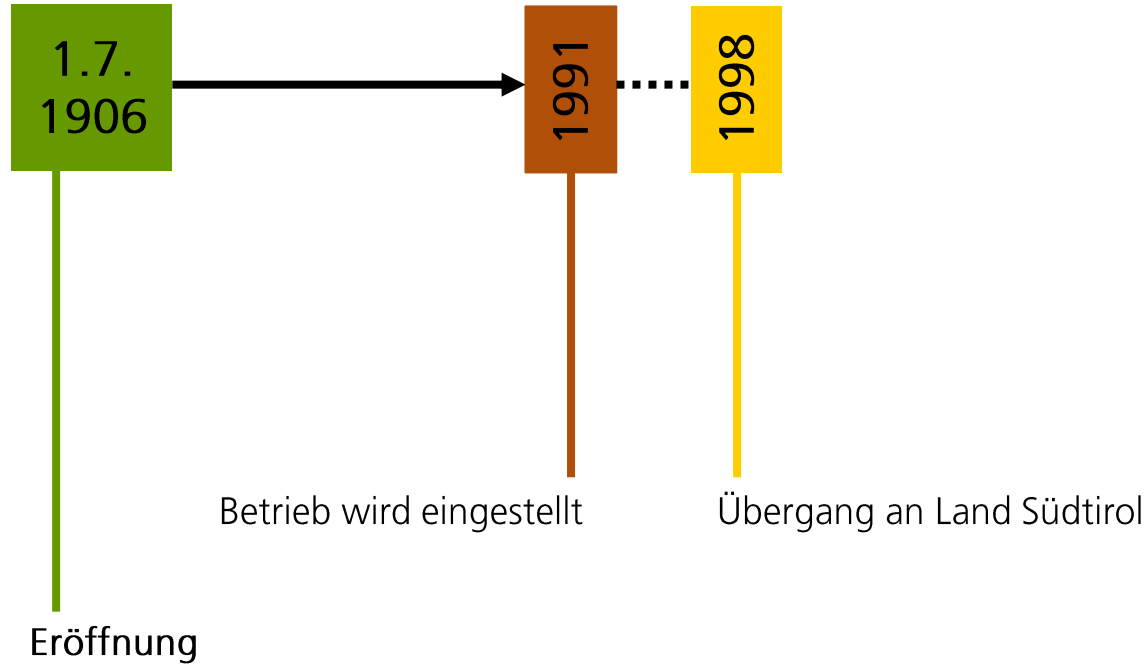 1.7.
1906
1991
1998
Betrieb wird eingestellt
Übergang an Land Südtirol
Eröffnung